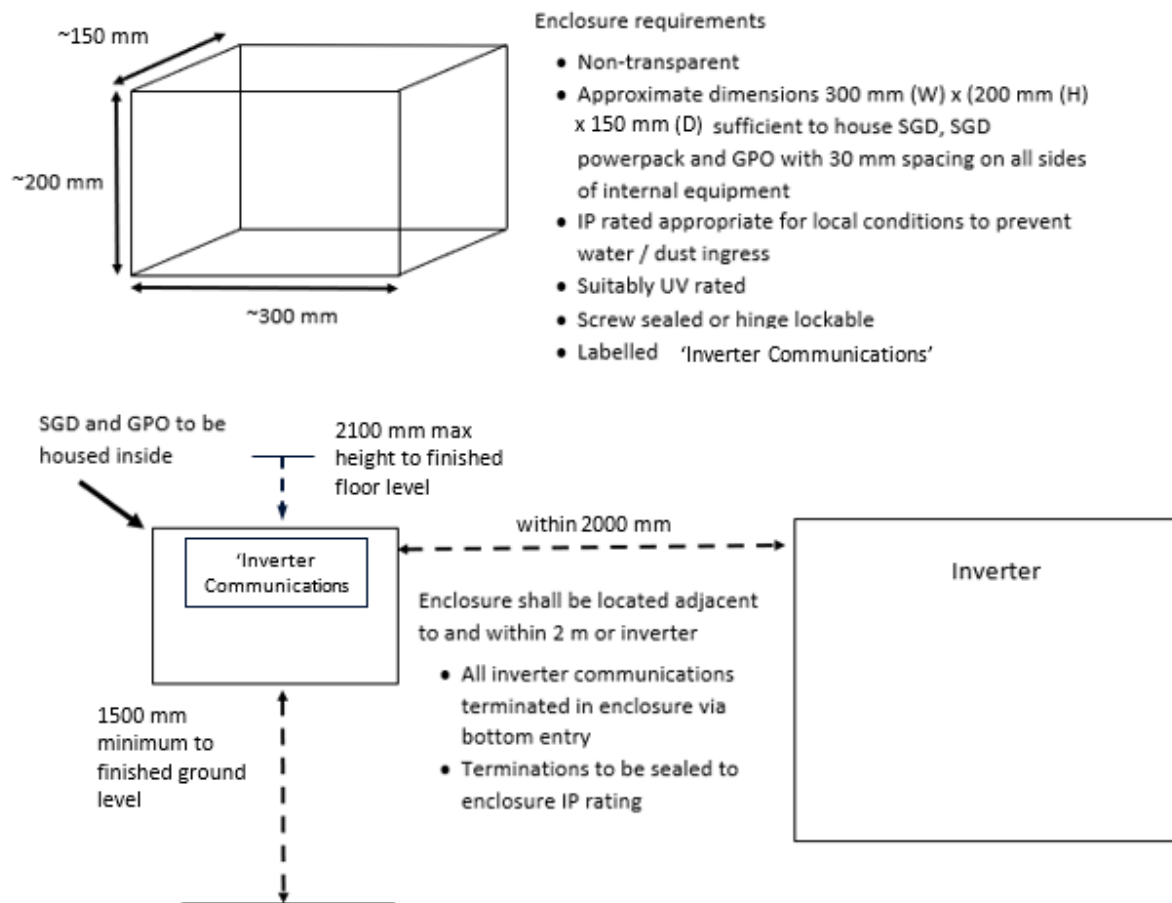 ~150 mm
~200 mm
~300 mm
Enclosure requirements
• Non-transparent
• Approximate dimensions 300 mm (W) x (200 mm (H)
x 150 mm (D) sufficient to house SGD, SGD
powerpack and GPO with 30 mm spacing on all sides
of internal equipment
• IP rated appropriate for local conditions to prevent
water / dust ingress
• Suitably UV rated
• Screw sealed or hinge lockable
• Labelled 'Inverter Communications'
SGD and GPO to be
housed inside
2100 mm max
height to finished
floor level
within 2000 mm
'Inverter
Communications
Inverter
Enclosure shall be located adjacent
to and within 2 m or inverter
• All inverter communications
terminated in enclosure via
bottom entry
• Terminations to be sealed to
enclosure IP rating
1500 mm
minimum to
finished ground
level